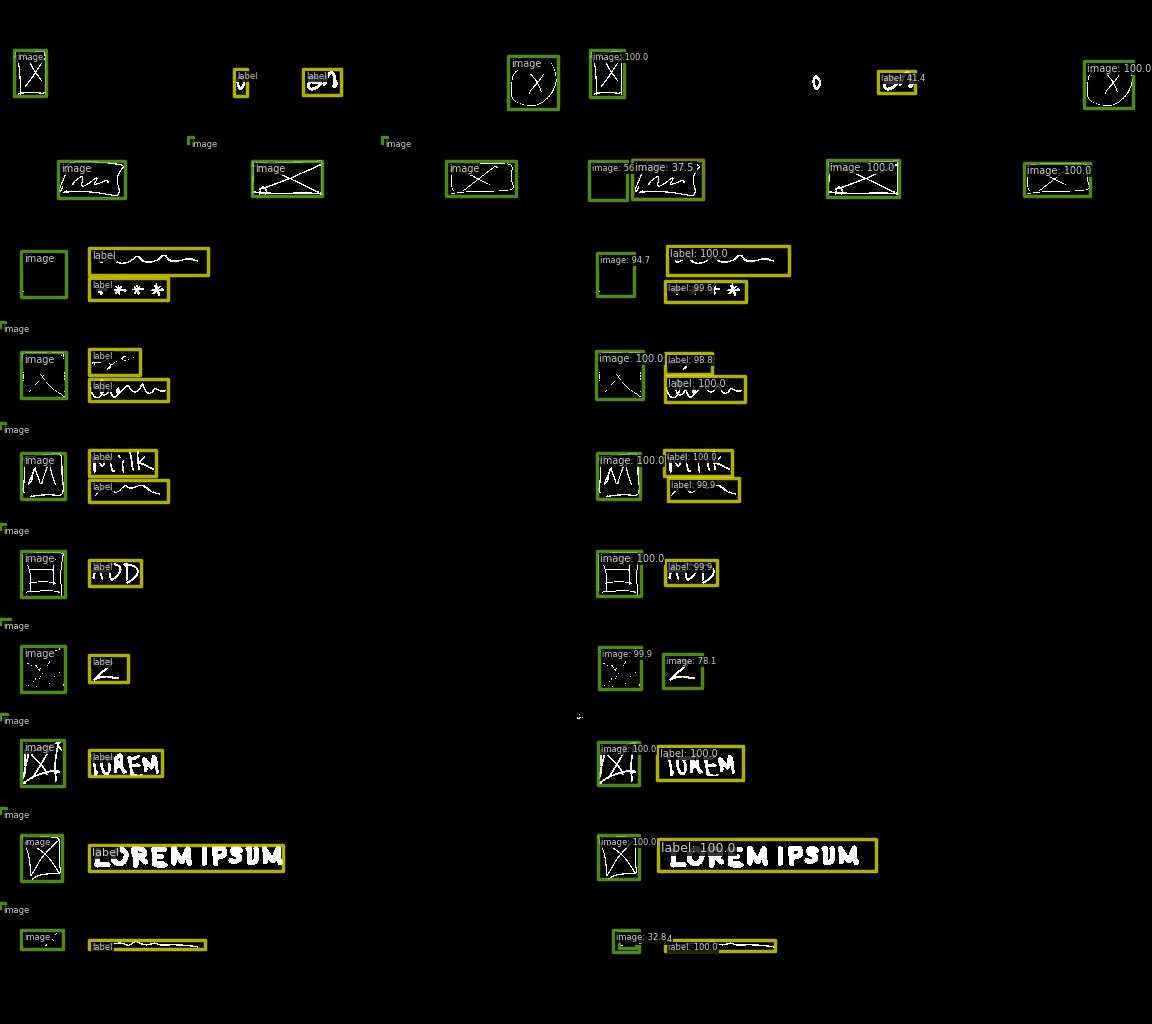 image label label image image: 100.0 label: 41.4 image: 100.0
image image
image image image image: 56 image: 37.5 image: 100.0 image: 100.0
image label image: 94.7 label: 100.0
label * * * label: 99.6
image
image label image: 100.0 label: 98.8
label label: 100.0
image
image label Milk image: 100.0 label: 100.0 Milk
label label: 99.9
image
image label image: 100.0 label: 99.9
image
image label image: 99.9 image: 78.1
image
image label LOREM image: 100.0 label: 100.0 LOREM
image
image label LOREM IPSUM image: 100.0 label: 100.0 LOREM IPSUM
image
image label image: 32.8 label: 100.0